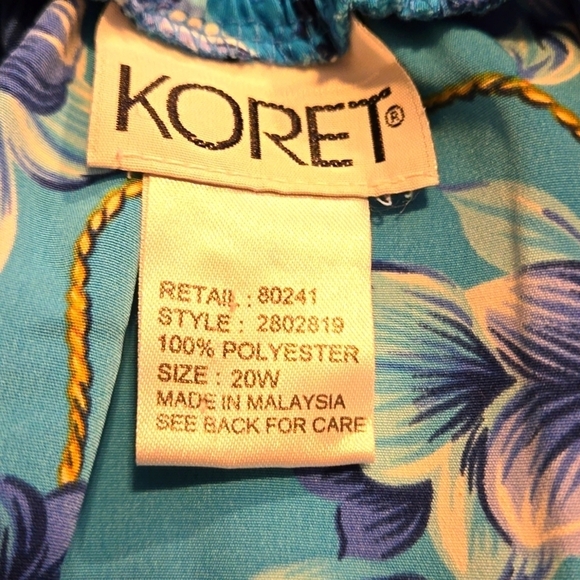 KORET®
RETAIL : 80241
STYLE : 2802819
100% POLYESTER
SIZE : 20W
MADE IN MALAYSIA
SEE BACK FOR CARE